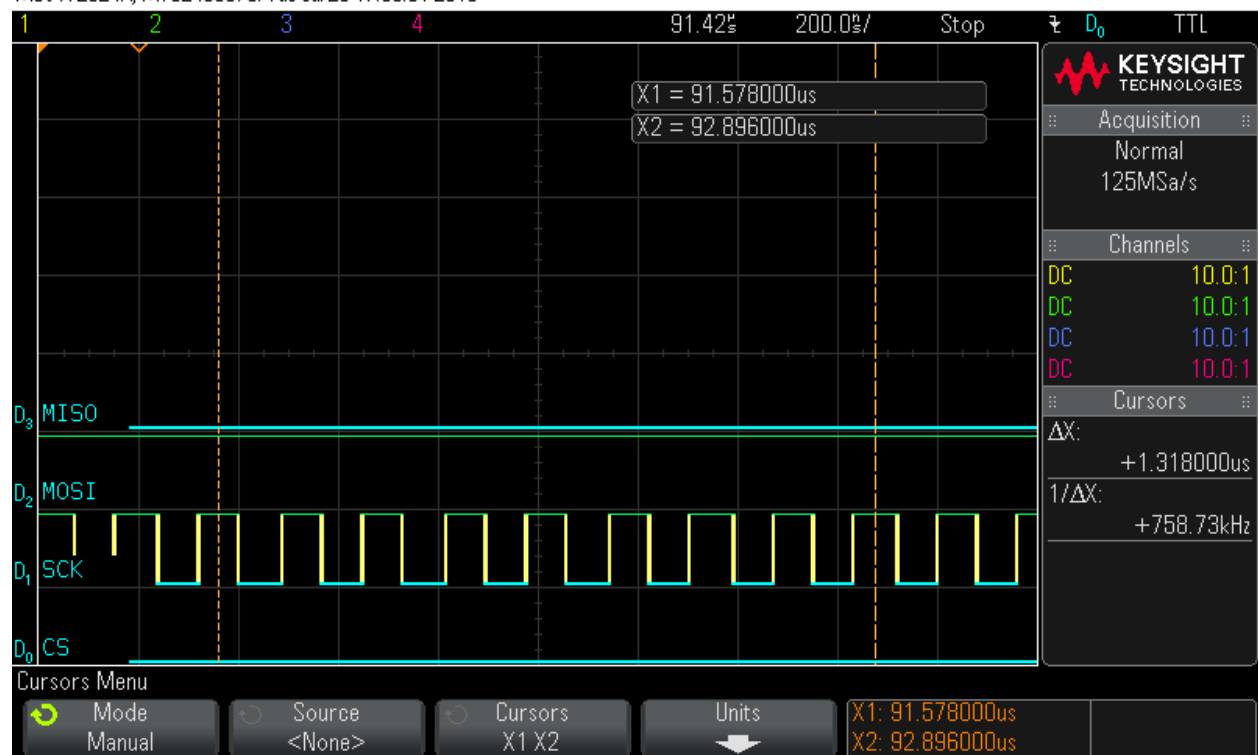 1 2 3 4 91.42us 200.0ns/ Stop D0 TTL
X1 = 91.578000us
X2 = 92.896000us
KEYSIGHT
TECHNOLOGIES
Acquisition
Normal
125MSa/s
Channels
DC 10.0:1
DC 10.0:1
DC 10.0:1
DC 10.0:1
Cursors
ΔX:
+1.318000us
1/ΔX:
+758.73kHz
D3 MISO
D2 MOSI
D1 SCK
D0 CS
Cursors Menu
Mode
Manual
Source
<None>
Cursors
X1 X2
Units
X1: 91.578000us
X2: 92.896000us